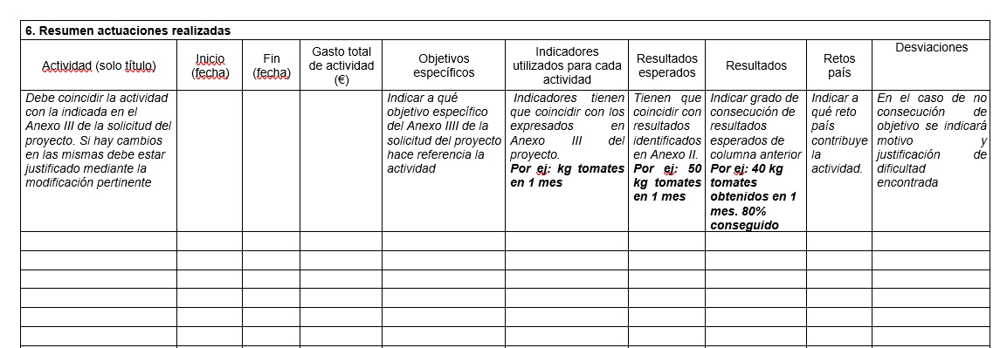 6. Resumen actuaciones realizadas
Actividad (solo título)
Inicio
(fecha)
Fin
(fecha)
Gasto total
de actividad
(€)
Objetivos
específicos
Indicadores
utilizados para cada
actividad
Resultados
esperados
Resultados
Retos
país
Desviaciones
Debe coincidir la actividad
con la indicada en el
Anexo III de la solicitud del
proyecto. Si hay cambios
en las mismas debe estar
justificado mediante la
modificación pertinente
Indicar a qué
objetivo específico
del Anexo IIII de la
solicitud del proyecto
hace referencia la
actividad
Indicadores tienen
que coincidir con los
expresados en
Anexo III del
proyecto.
Por ej: kg tomates
en 1 mes
Tienen que
coincidir con
resultados
identificados
en Anexo II.
Por ej: 50
kg tomates
en 1 mes
Indicar grado de
consecución de
resultados
esperados de
columna anterior
Por ej: 40 kg
tomates
obtenidos en 1
mes. 80%
conseguido
Indicar a
qué reto
país
contribuye
la
actividad.
En el caso de no
consecución de
objetivo se indicará
motivo y
justificación de
dificultad
encontrada